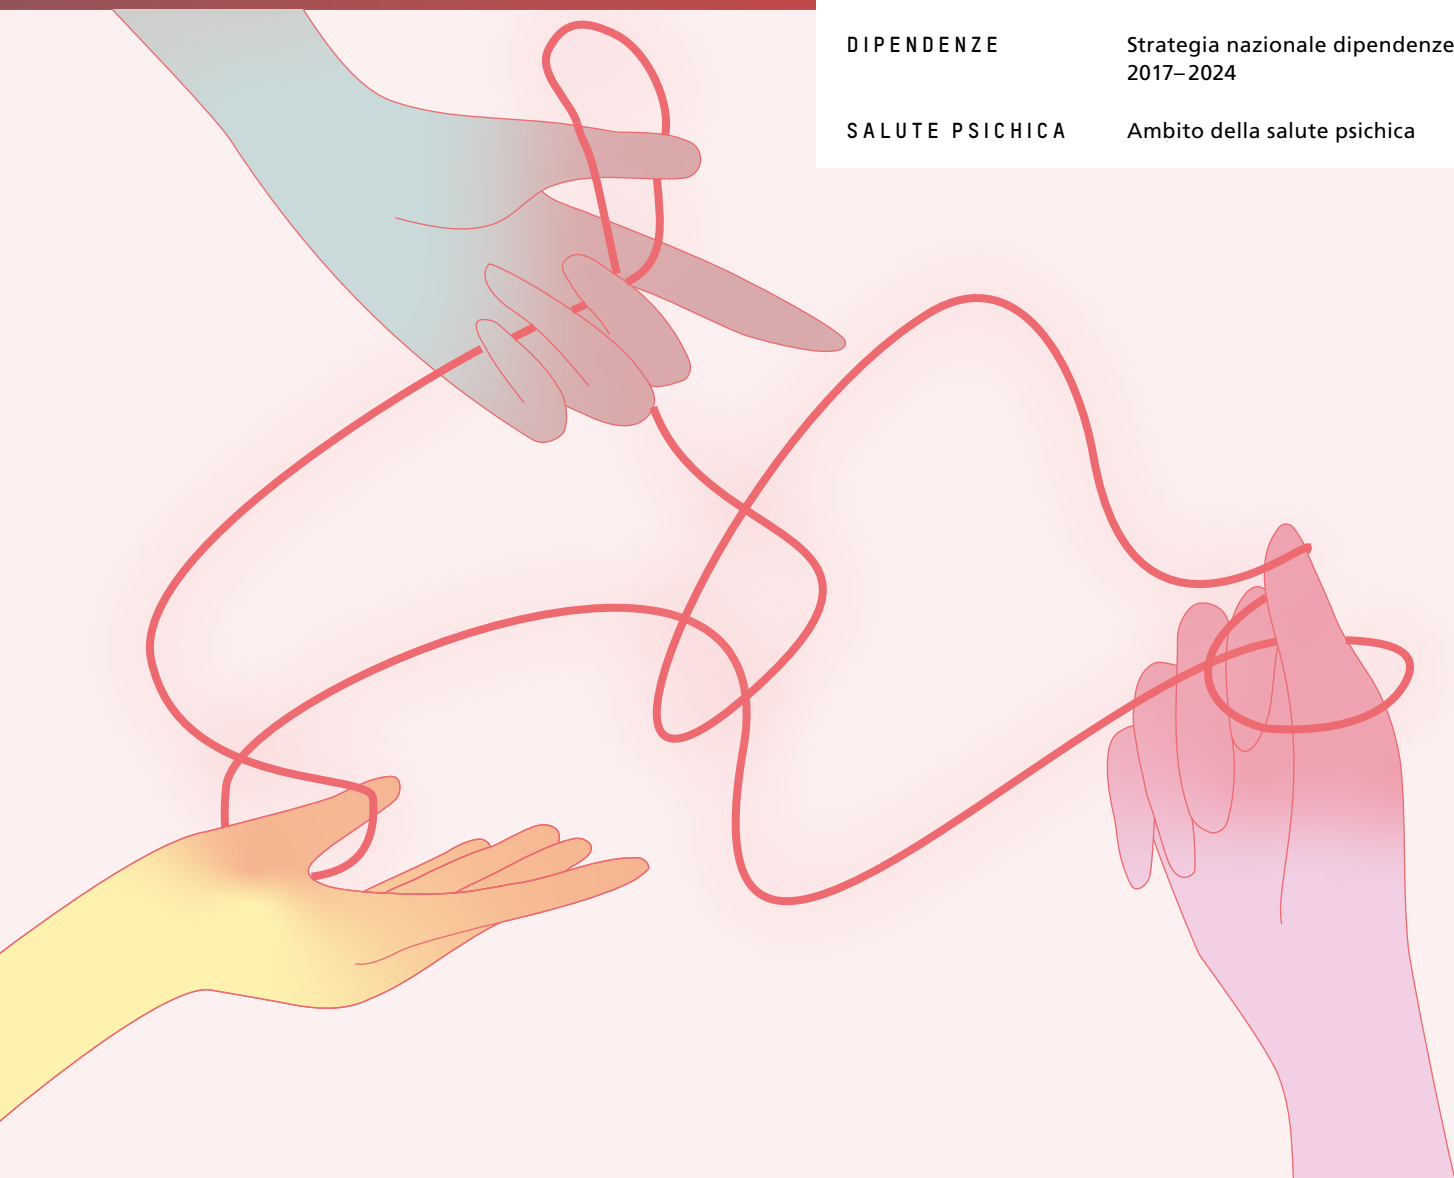 DIPENDENZE
Strategia nazionale dipendenze
2017–2024
SALUTE PSICHICA
Ambito della salute psichica